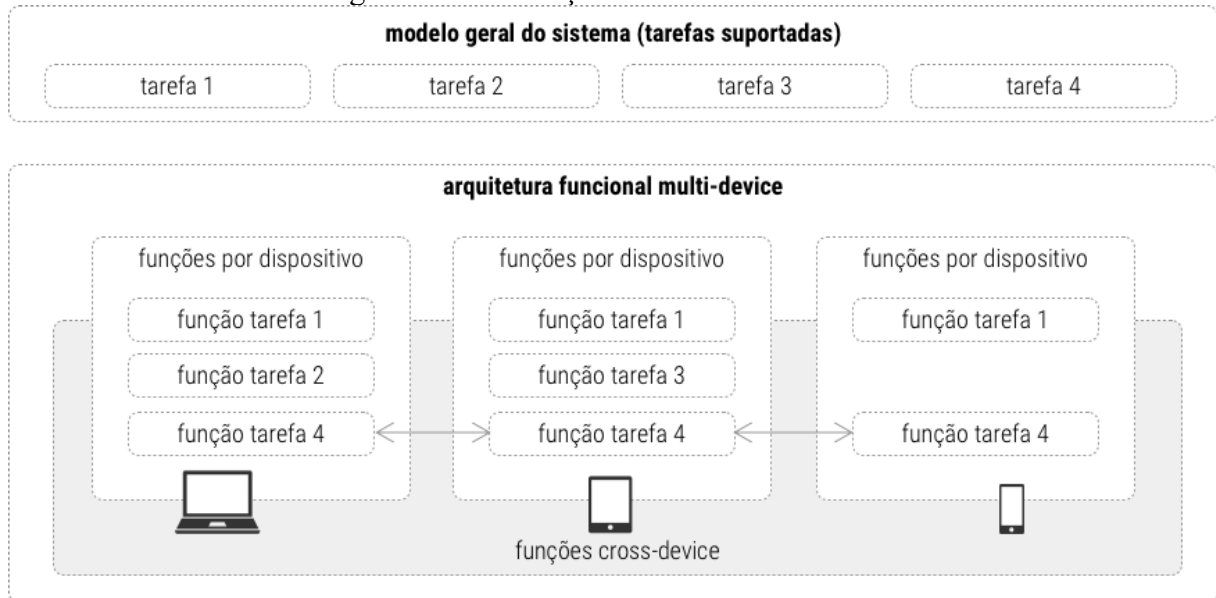 modelo geral do sistema (tarefas suportadas)
tarefa 1 tarefa 2 tarefa 3 tarefa 4
arquitetura funcional multi-device
funções por dispositivo funções por dispositivo funções por dispositivo
função tarefa 1 função tarefa 1 função tarefa 1
função tarefa 2 função tarefa 3
função tarefa 4 função tarefa 4 função tarefa 4
funções cross-device